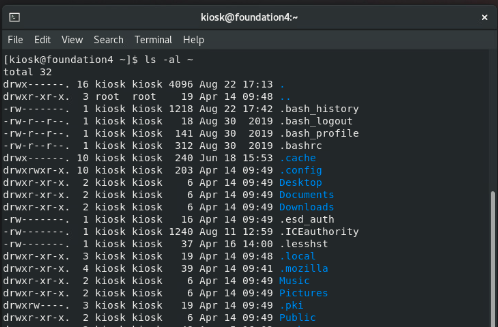 kiosk@foundation4:~
File Edit View Search Terminal Help
[kiosk@foundation4 ~]$ ls -al ~
total 32
drwx------. 16 kiosk kiosk 4096 Aug 22 17:13 .
drwxr-xr-x. 3 root root 19 Apr 14 09:48 ..
-rw-------. 1 kiosk kiosk 1218 Aug 22 17:42 .bash_history
-rw-r--r--. 1 kiosk kiosk 18 Aug 30 2019 .bash_logout
-rw-r--r--. 1 kiosk kiosk 141 Aug 30 2019 .bash_profile
-rw-r--r--. 1 kiosk kiosk 312 Aug 30 2019 .bashrc
drwx------. 10 kiosk kiosk 240 Jun 18 15:53 .cache
drwxrwxr-x. 10 kiosk kiosk 203 Apr 14 09:49 .config
drwxr-xr-x. 2 kiosk kiosk 6 Apr 14 09:49 Desktop
drwxr-xr-x. 2 kiosk kiosk 6 Apr 14 09:49 Documents
drwxr-xr-x. 2 kiosk kiosk 6 Apr 14 09:49 Downloads
-rw-------. 1 kiosk kiosk 16 Apr 14 09:49 .esd_auth
-rw-------. 1 kiosk kiosk 1240 Aug 11 12:59 .ICEauthority
-rw-------. 1 kiosk kiosk 37 Apr 16 14:00 .lesshst
drwxr-xr-x. 3 kiosk kiosk 19 Apr 14 09:48 .local
drwxr-xr-x. 4 kiosk kiosk 39 Apr 14 09:41 .mozilla
drwxr-xr-x. 2 kiosk kiosk 6 Apr 14 09:49 Music
drwxr-xr-x. 2 kiosk kiosk 6 Apr 14 09:49 Pictures
drwxrw----. 3 kiosk kiosk 19 Apr 14 09:49 .pki
drwxr-xr-x. 2 kiosk kiosk 6 Apr 14 09:49 Public